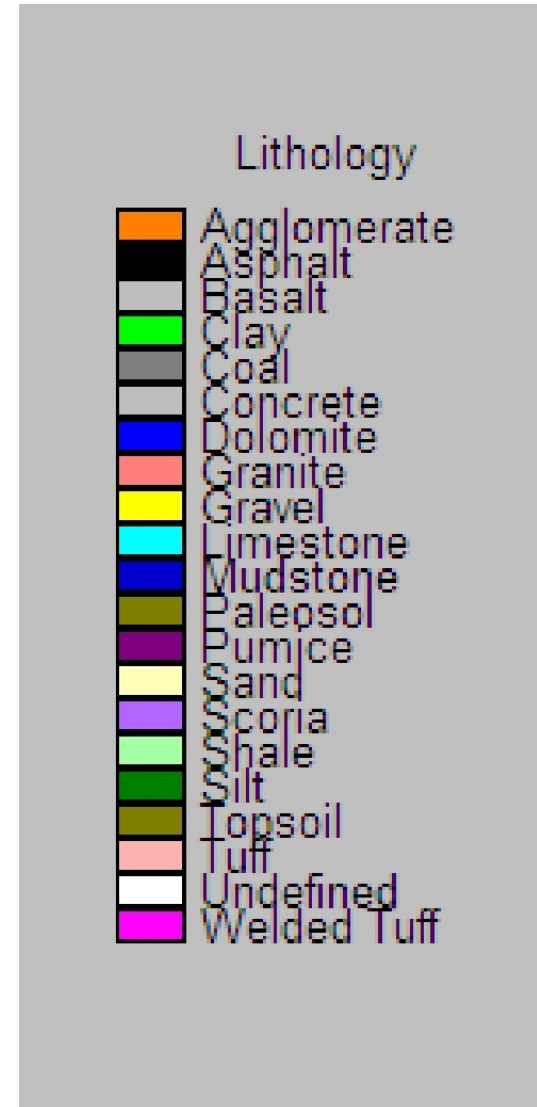 Lithology
Agglomerate
Asphalt
Basalt
Clay
Coal
Concrete
Dolomite
Granite
Gravel
Limestone
Mudstone
Paleosol
Pumice
Sand
Scoria
Shale
Silt
Topsoil
Tuff
Undefined
Welded Tuff